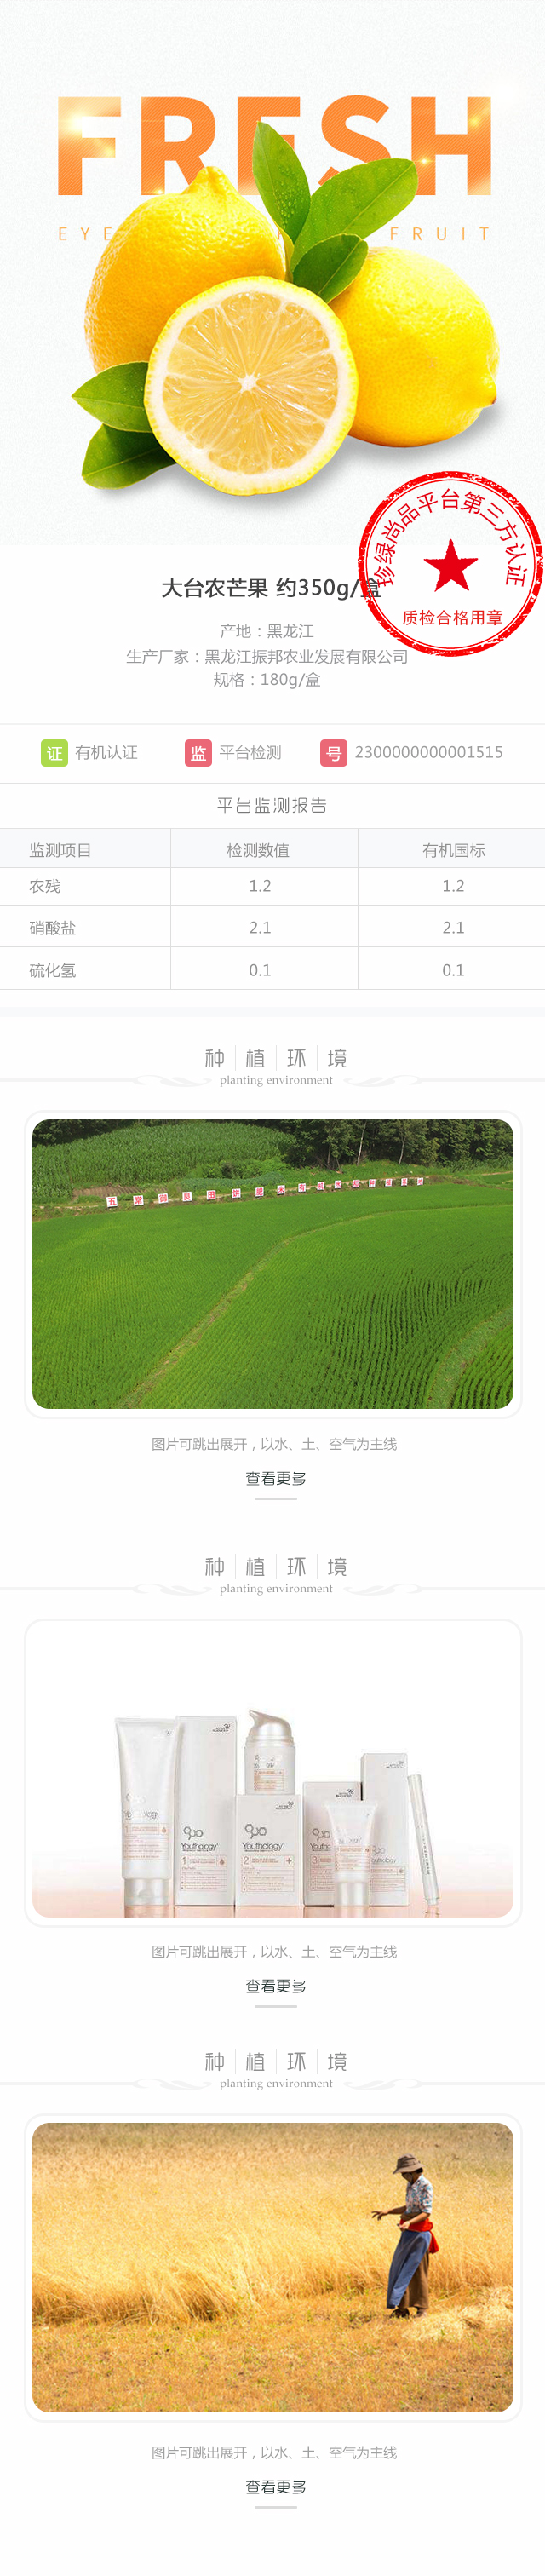 FRESH
EYE FRUIT
珍绿尚品平台第三方认证
质检合格用章
大台农芒果 约350g/盒
产地：黑龙江
生产厂家：黑龙江振邦农业发展有限公司
规格：180g/盒
证 有机认证 监 平台检测 号 2300000000001515
平台监测报告
监测项目 检测数值 有机国标
农残 1.2 1.2
硝酸盐 2.1 2.1
硫化氢 0.1 0.1
种 植 环 境
planting environment
五常
图片可跳出展开，以水、土、空气为主线
查看更多
种 植 环 境
planting environment
Youthology
1
Youthology
2
Youthology
3
图片可跳出展开，以水、土、空气为主线
查看更多
种 植 环 境
planting environment
图片可跳出展开，以水、土、空气为主线
查看更多